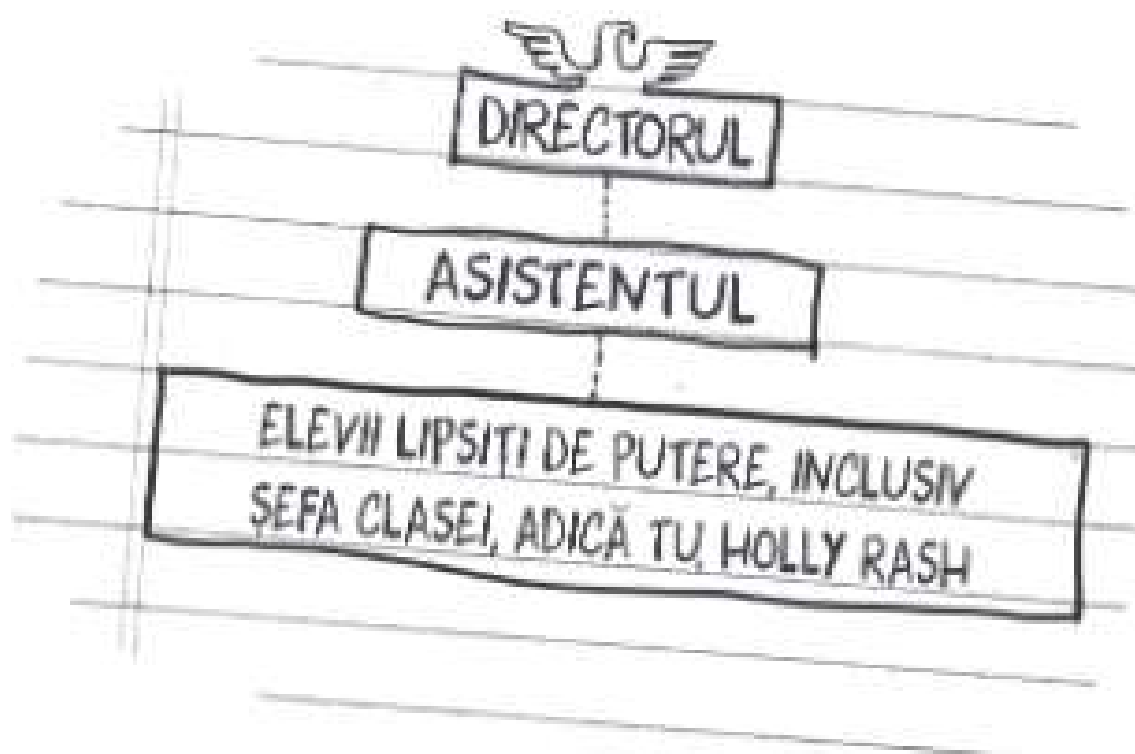 DIRECTORUL
ASISTENTUL
ELEVII LIPSIȚI DE PUTERE, INCLUSIV
ȘEFA CLASEI, ADICĂ TU, HOLLY RASH